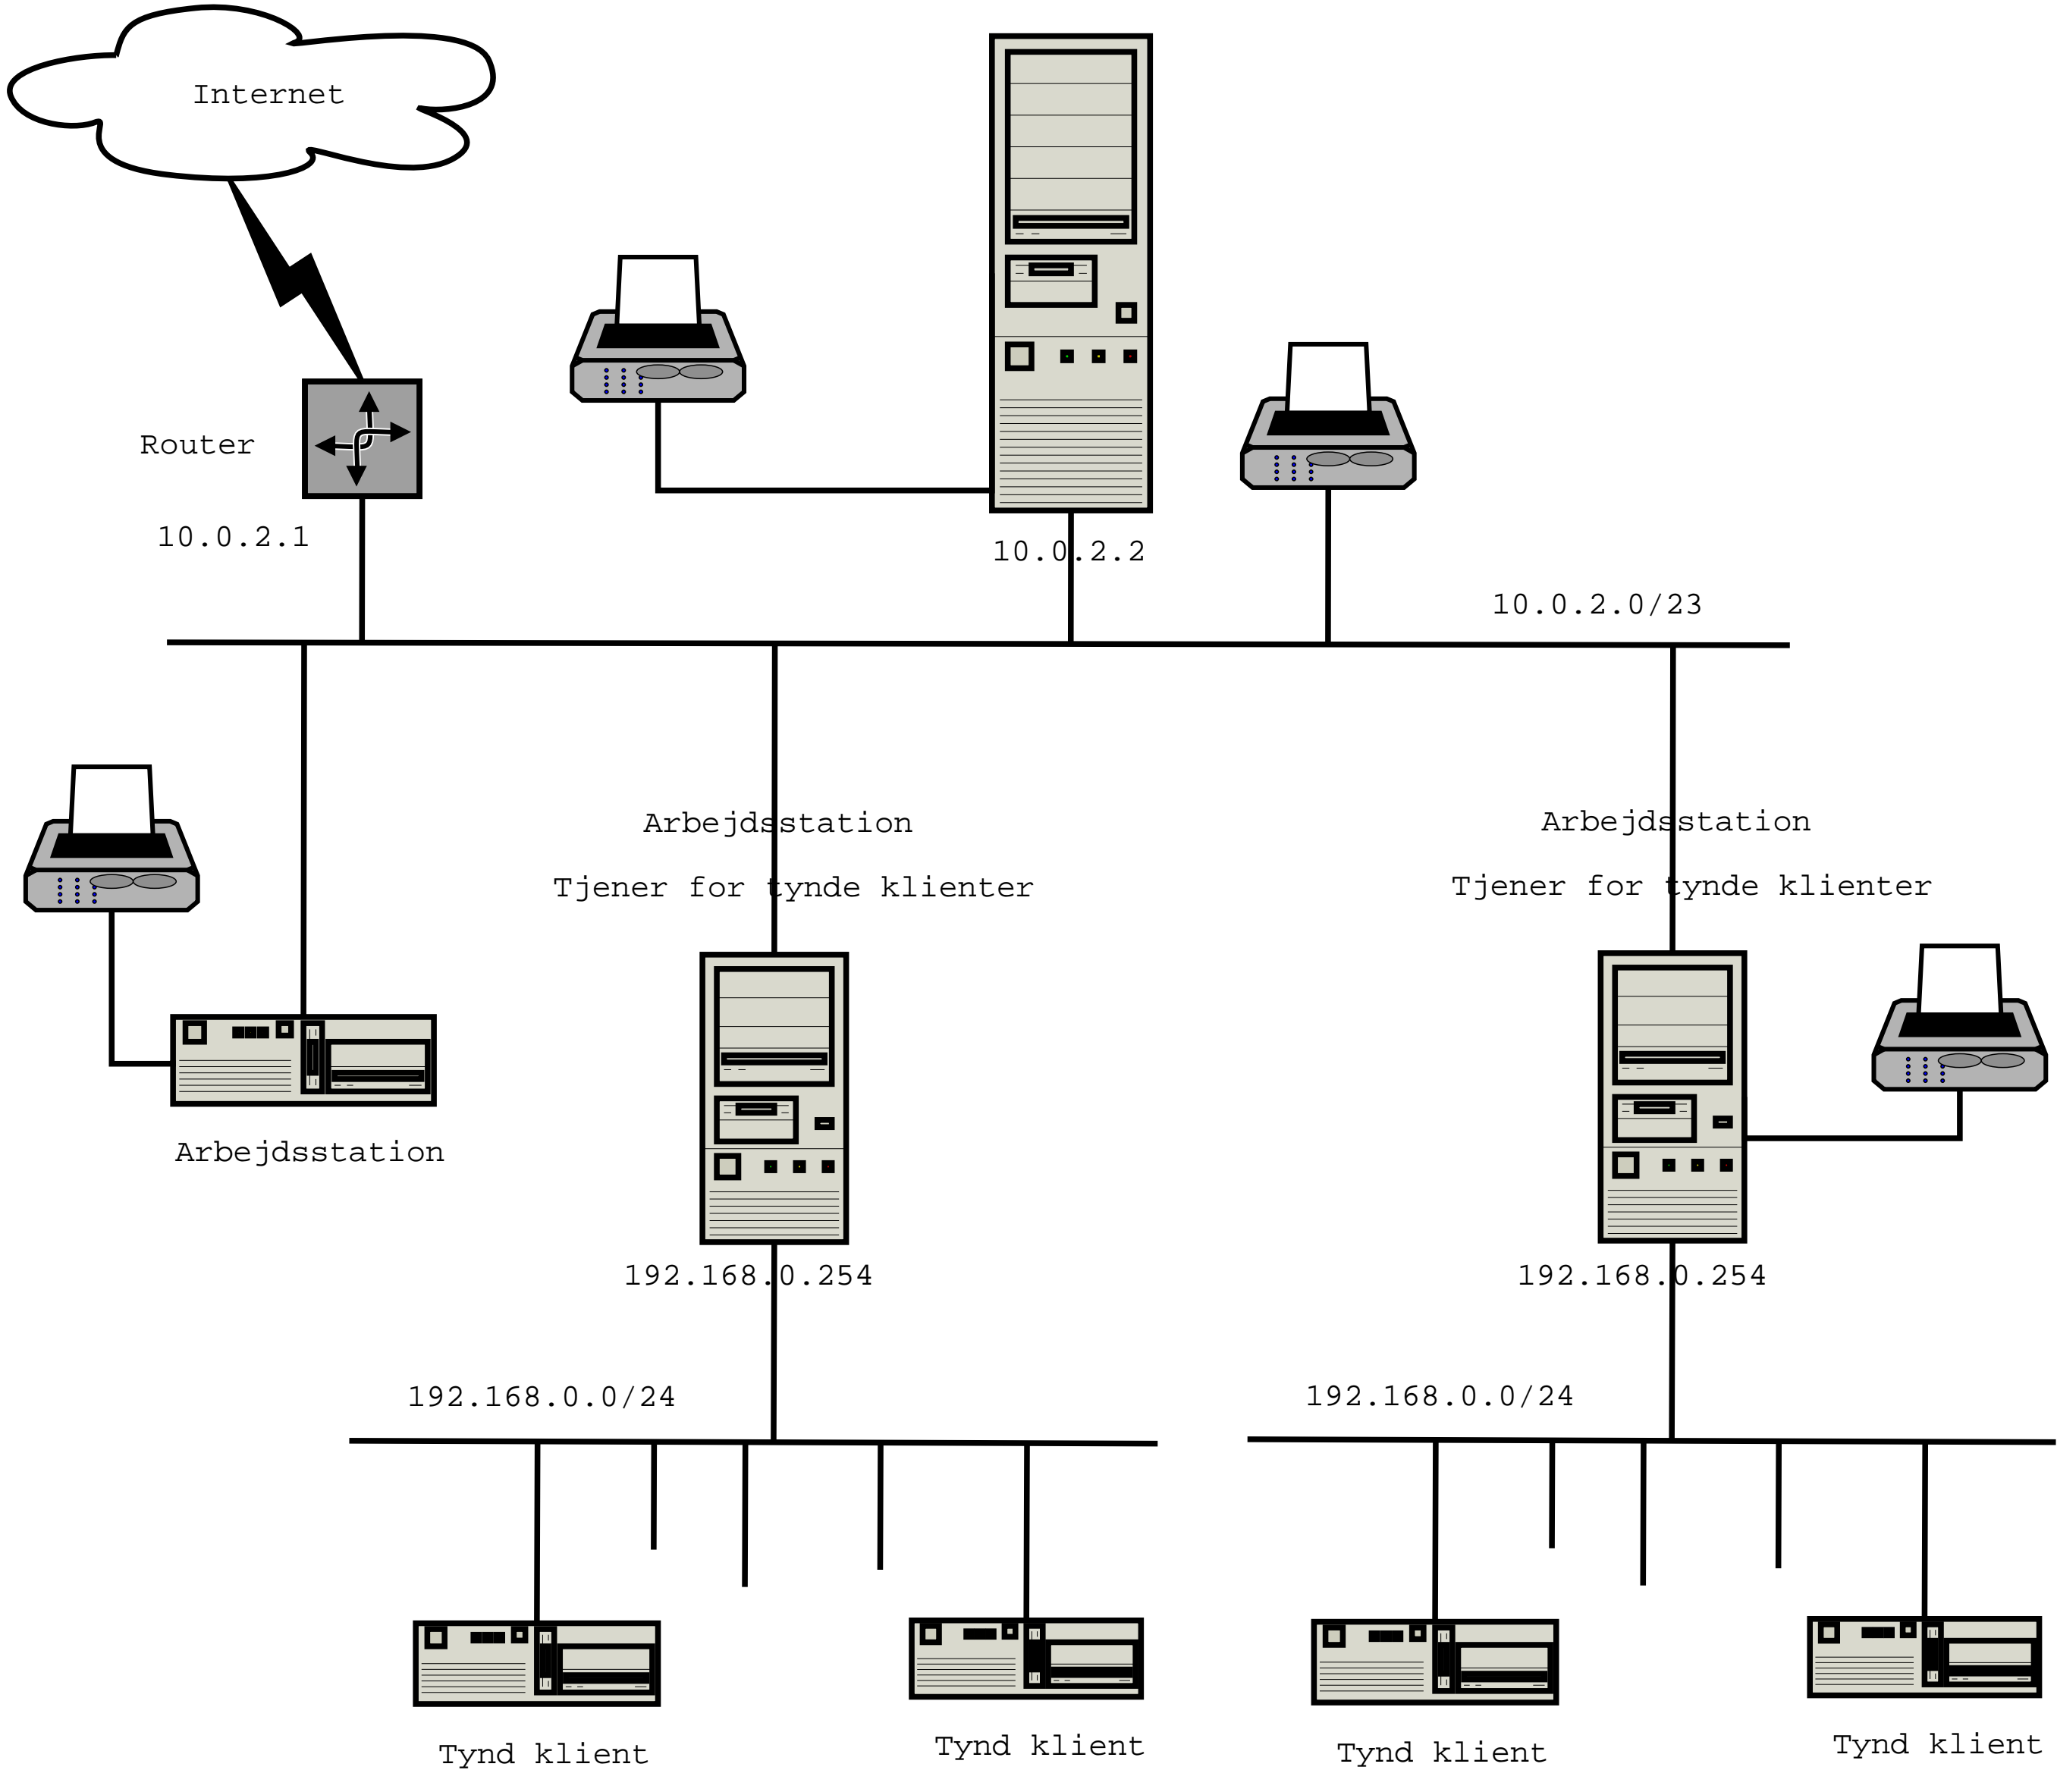 Internet
Router
10.0.2.1
10.0.2.2
10.0.2.0/23
Arbejdsstation
Tjener for tynde klienter
Arbejdsstation
Tjener for tynde klienter
Arbejdsstation
192.168.0.254
192.168.0.254
192.168.0.0/24
192.168.0.0/24
Tynd klient
Tynd klient
Tynd klient
Tynd klient